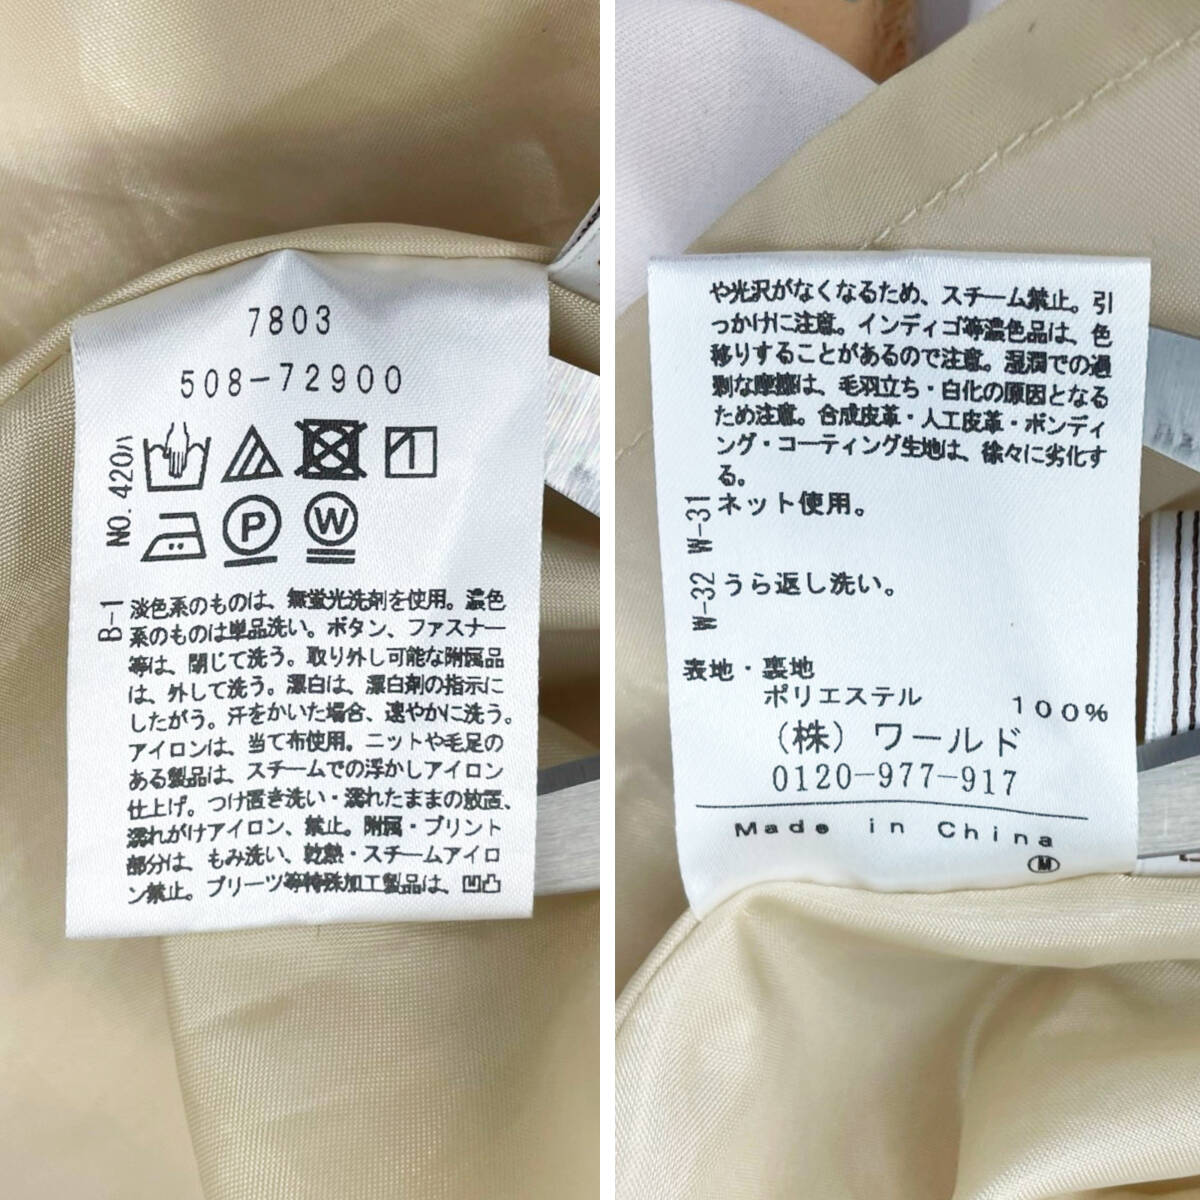 7803
508-72900
NO. 420ハ
P
W
B-1
淡色系のものは、無蛍光洗剤を使用。濃色
系のものは単品洗い。ボタン、ファスナー
等は、閉じて洗う。取り外し可能な附属品
は、外して洗う。漂白は、漂白剤の指示に
したがう。汗をかいた場合、速やかに洗う。
アイロンは、当て布使用。ニットや毛足の
ある製品は、スチームでの浮かしアイロン
仕上げ。つけ置き洗い・濡れたままの放置、
濡れがけアイロン、禁止。附属・プリント
部分は、もみ洗い、乾熱・スチームアイロ
ン禁止。プリーツ等特殊加工製品は、凹凸
や光沢がなくなるため、スチーム禁止。引
っかけに注意。インディゴ等濃色品は、色
移りすることがあるので注意。湿潤での過
剰な摩擦は、毛羽立ち・白化の原因となる
ため注意。合成皮革・人工皮革・ボンディ
ング・コーティング生地は、徐々に劣化す
る。
W-31 ネット使用。
W-32 うら返し洗い。
表地・裏地
ポリエステル 100%
(株) ワールド
0120-977-917
Made in China
M